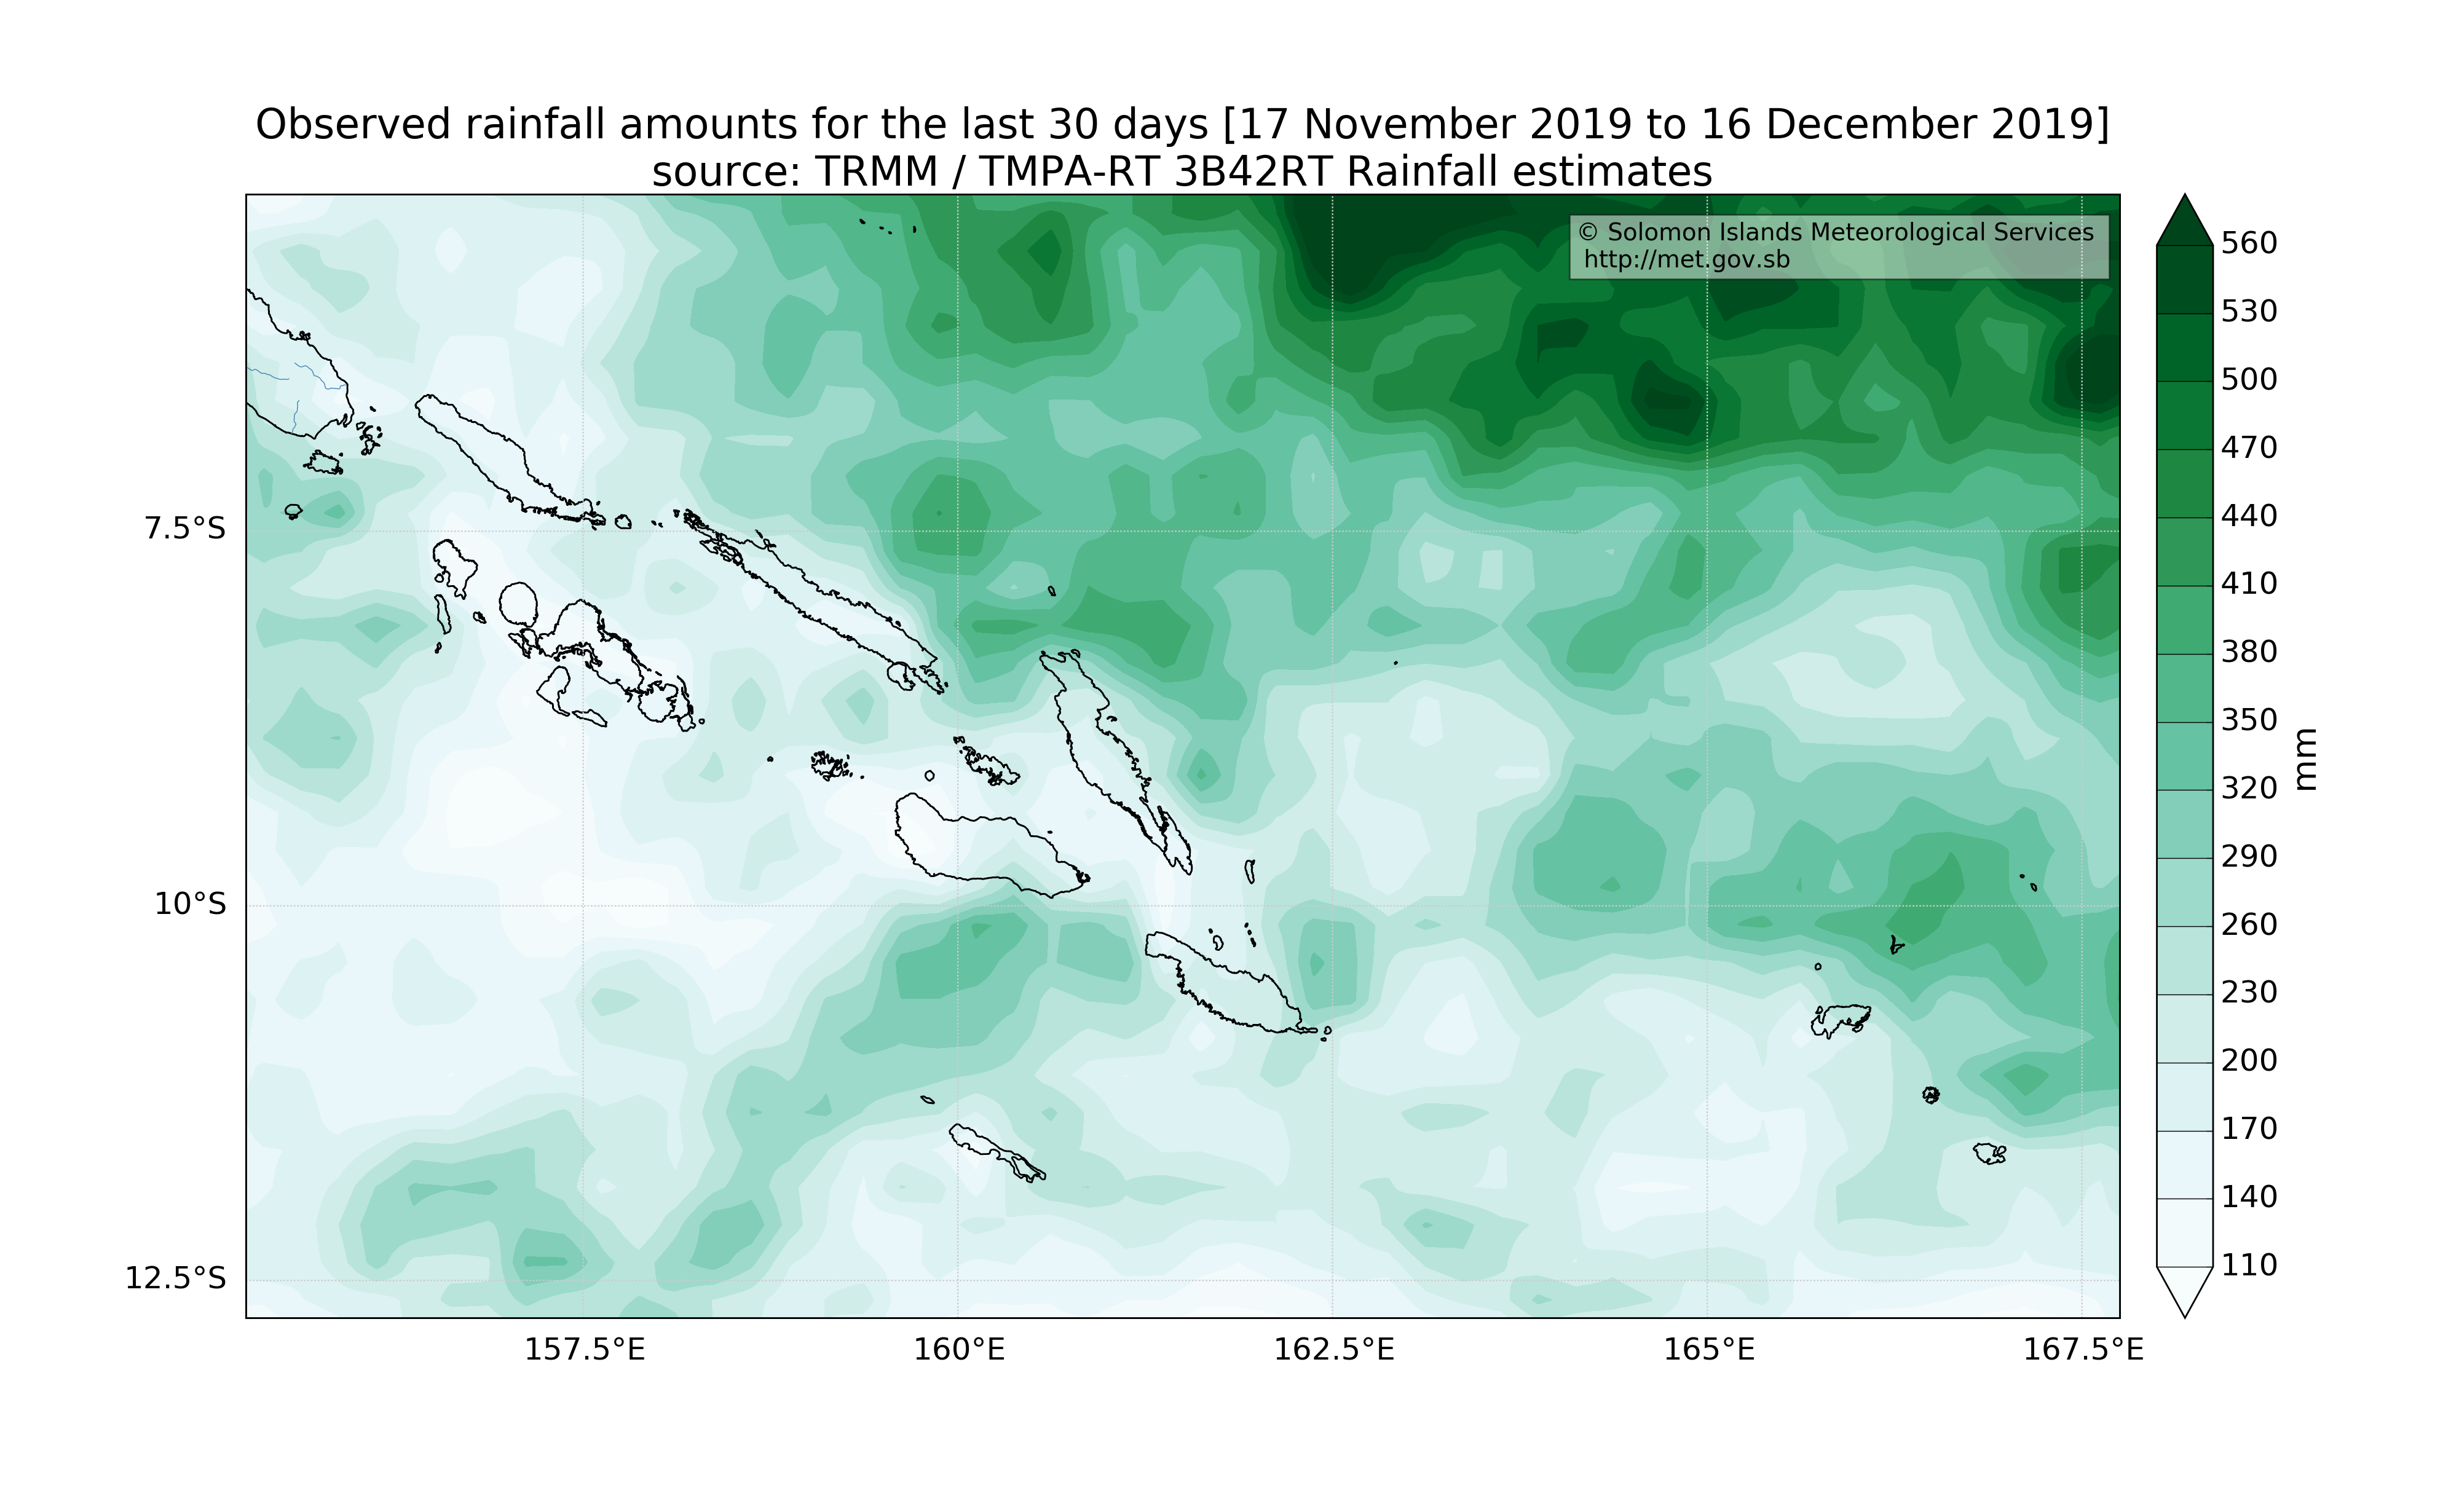 Observed rainfall amounts for the last 30 days [17 November 2019 to 16 December 2019]
source: TRMM / TMPA-RT 3B42RT Rainfall estimates
© Solomon Islands Meteorological Services
http://met.gov.sb
7.5°S
10°S
12.5°S
157.5°E
160°E
162.5°E
165°E
167.5°E
560
530
500
470
440
410
380
350
320
290
260
230
200
170
140
110
mm